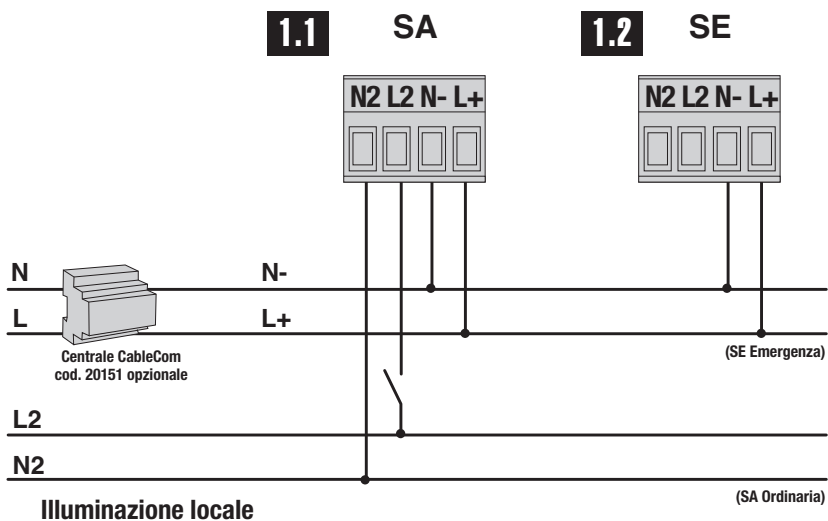 1.1 SA 1.2 SE
N2 L2 N- L+ N2 L2 N- L+
N N-
L L+
Centrale CableCom
cod. 20151 opzionale
(SE Emergenza)
L2
N2
(SA Ordinaria)
Illuminazione locale